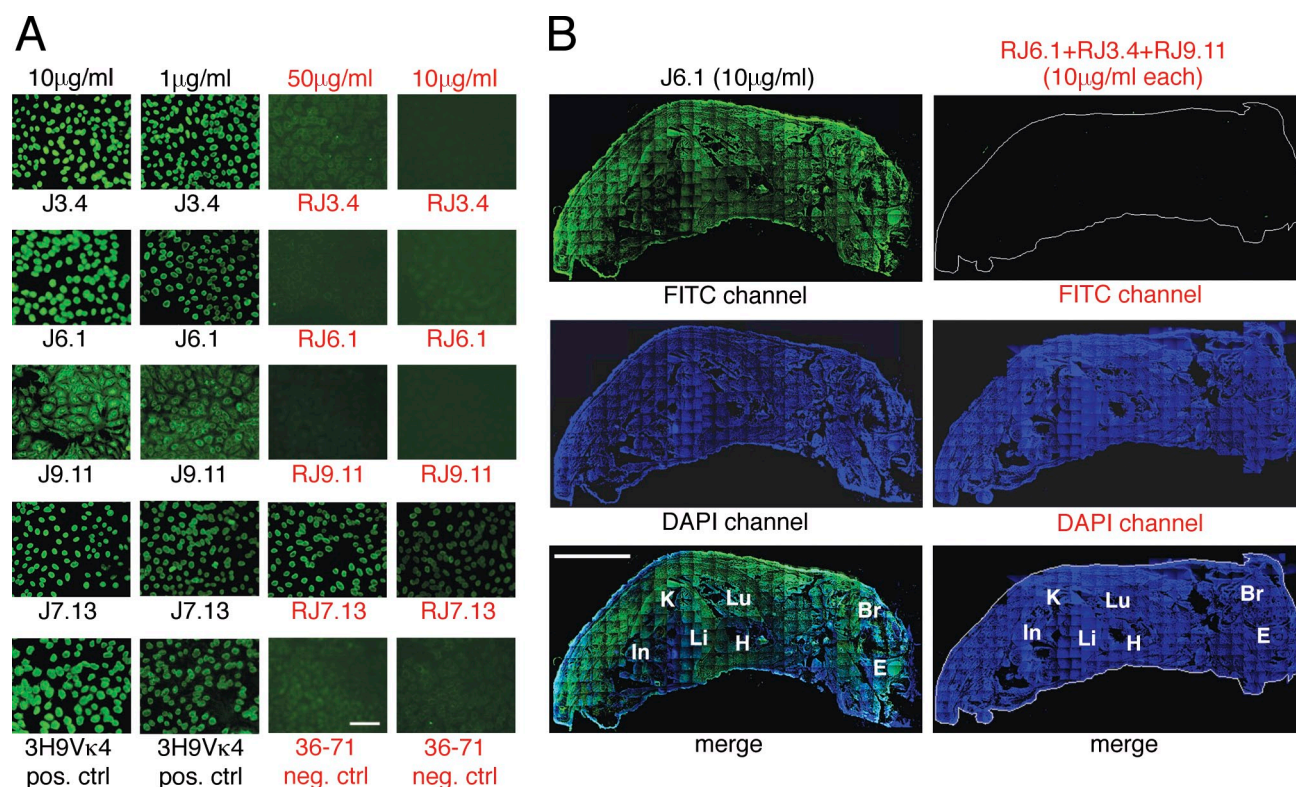 A
10μg/ml 1μg/ml 50μg/ml 10μg/ml
J3.4 J3.4 RJ3.4 RJ3.4
J6.1 J6.1 RJ6.1 RJ6.1
J9.11 J9.11 RJ9.11 RJ9.11
J7.13 J7.13 RJ7.13 RJ7.13
3H9Vκ4 3H9Vκ4 36-71 36-71
pos. ctrl pos. ctrl neg. ctrl neg. ctrl
B
J6.1 (10μg/ml)
RJ6.1+RJ3.4+RJ9.11
(10μg/ml each)
FITC channel FITC channel
DAPI channel DAPI channel
K Lu Br
In Li H E
K Lu Br
In Li H E
merge merge